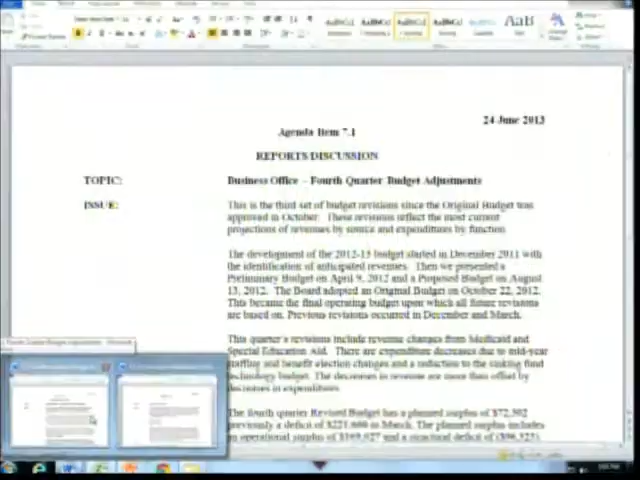 24 June 2013
Agenda Item 7.1
REPORTS/DISCUSSION
TOPIC: Business Office – Fourth Quarter Budget Adjustments
ISSUE: This is the third set of budget revisions since the Original Budget was
approved in October. These revisions reflect the most current
projections of revenues by source and expenditures by function.
The development of the 2012-13 budget started in December 2011 with
the identification of anticipated revenues. Then we presented a
Preliminary Budget on April 9, 2012 and a Proposed Budget on August
13, 2012. The Board adopted an Original Budget on October 22, 2012.
This became the final operating budget upon which all future revisions
are based on. Previous revisions occurred in December and March.
This quarter's revisions include revenue changes from Medicaid and
Special Education Aid. There are expenditure decreases due to mid-year
staffing and benefit election changes and a reduction to the sinking fund
technology budget. The decreases in revenue are more than offset by
decreases in expenditures.
The fourth quarter Revised Budget has a planned surplus of
previously a deficit of in March. The planned surplus includes
an operational surplus of and a structural deficit of